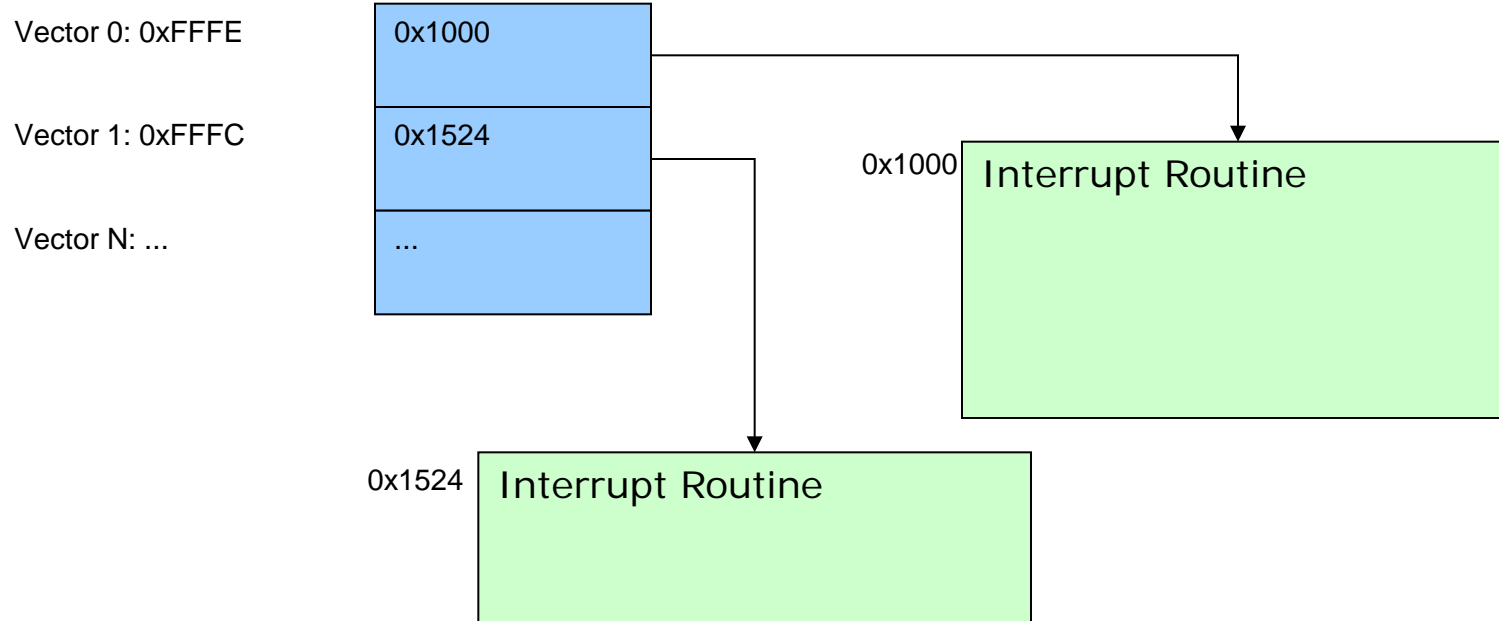 Vector 0: 0xFFFE
0x1000
Vector 1: 0xFFFC
0x1524
0x1000
Interrupt Routine
Vector N: ...
...
0x1524
Interrupt Routine